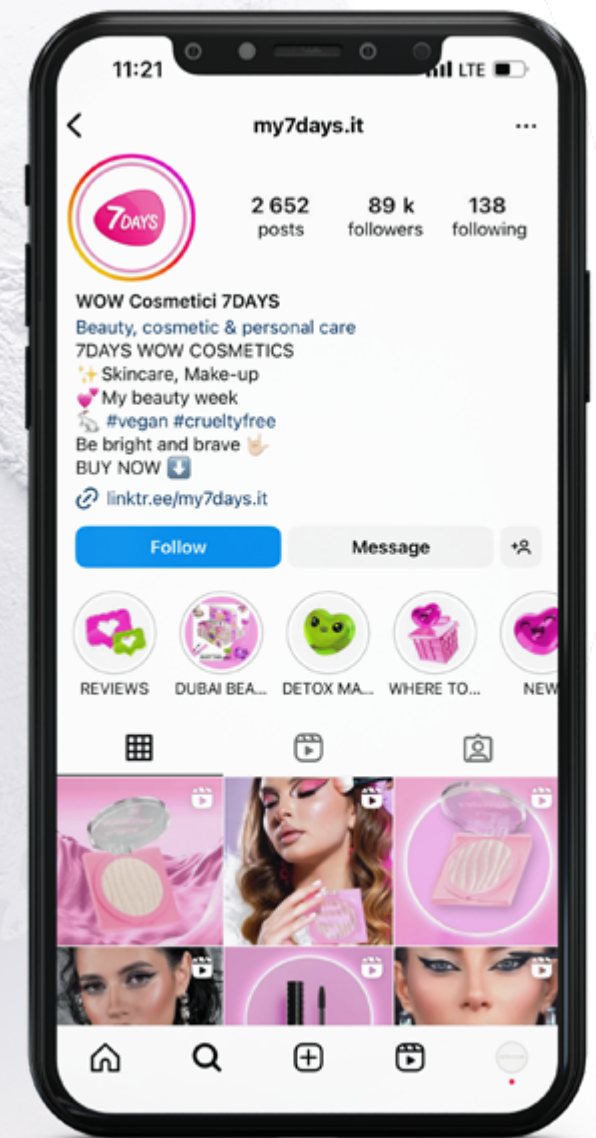 11:21
LTE
my7days.it
7DAYS
2 652
89 k
138
posts
followers
following
WOW Cosmetici 7DAYS
Beauty, cosmetic & personal care
7DAYS WOW COSMETICS
✨Skincare, Make-up
💕My beauty week
🐇 #vegan #crueltyfree
Be bright and brave 🤟🏻
BUY NOW ⬇️
linktr.ee/my7days.it
Follow
Message
REVIEWS
DUBAI BEA...
DETOX MA...
WHERE TO...
NEW